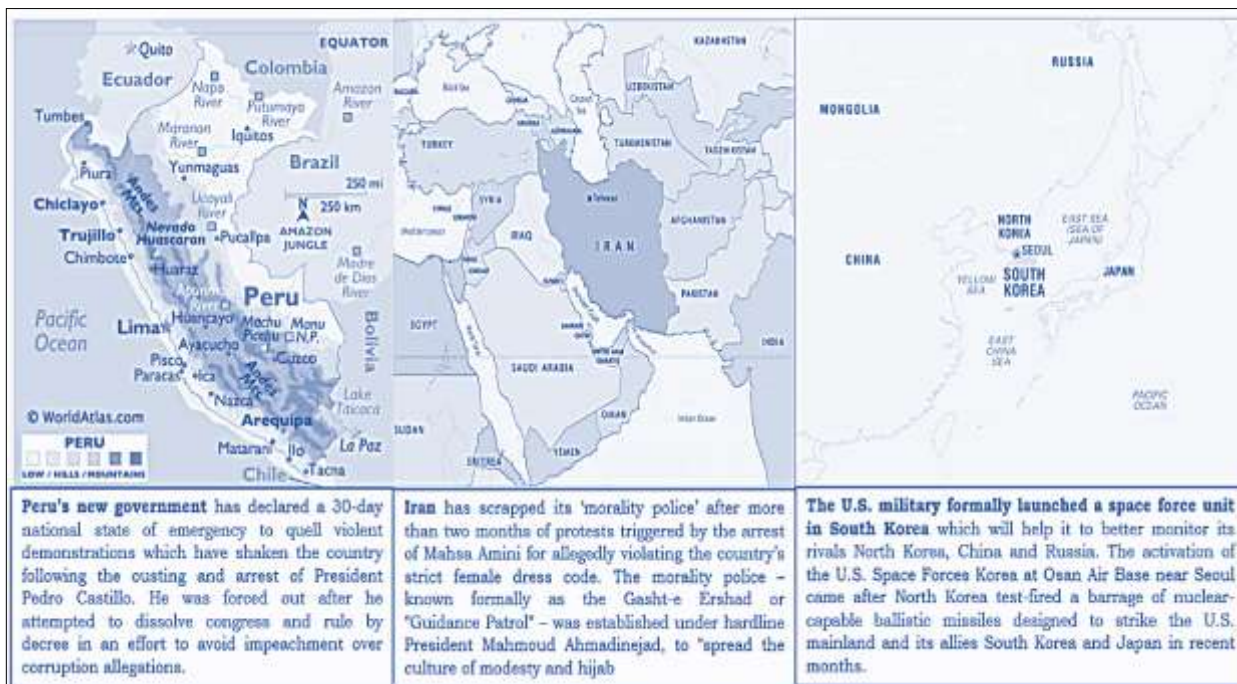 EQUATOR
Quito
Ecuador
Colombia
Napo
River
Putumayo
River
Amazon
River
Tumbes
Maranon
River
Iquitos
Yunmaguas
Brazil
Piura
250 mi
250 km
N
AMAZON
JUNGLE
Andes
Mts.
Ucayali
River
Chiclayo
Nevado
Huascaran
Pucallpa
Trujillo
Chimbote
Huaraz
Madre
de Dios
River
Peru
Pacific
Ocean
Lima
Huancayo
Machu
Picchu
Manu
N.P.
Bolivia
Ayacucho
Cuzco
Pisco
Paracas
Ica
Andes
Mts.
Nazca
Lake
Titicaca
© WorldAtlas.com
Arequipa
La Paz
PERU
Matarani
Ilo
LOW / HILLS / MOUNTAINS
Chile
Tacna
KAZAKHSTAN
UZBIKISTAN
TURKEY
TURKMENISTAN
SYRIA
Tehran
AFGHANISTAN
IRAQ
IRAN
PAKISTAN
EGYPT
INDIA
SAUDI ARABIA
OMAN
SUDAN
YEMEN
ERITREA
RUSSIA
MONGOLIA
NORTH
KOREA
EAST SEA
(SEA OF
JAPAN)
SEOUL
CHINA
SOUTH
KOREA
JAPAN
YELLOW
SEA
EAST
CHINA
SEA
PACIFIC
OCEAN
Peru's new government has declared a 30-day
national state of emergency to quell violent
demonstrations which have shaken the country
following the ousting and arrest of President
Pedro Castillo. He was forced out after he
attempted to dissolve congress and rule by
decree in an effort to avoid impeachment over
corruption allegations.
Iran has scrapped its 'morality police' after more
than two months of protests triggered by the arrest
of Mahsa Amini for allegedly violating the country's
strict female dress code. The morality police –
known formally as the Gasht-e Ershad or
"Guidance Patrol" – was established under hardline
President Mahmoud Ahmadinejad, to "spread the
culture of modesty and hijab
The U.S. military formally launched a space force unit
in South Korea which will help it to better monitor its
rivals North Korea, China and Russia. The activation of
the U.S. Space Forces Korea at Osan Air Base near Seoul
came after North Korea test-fired a barrage of nuclear-
capable ballistic missiles designed to strike the U.S.
mainland and its allies South Korea and Japan in recent
months.